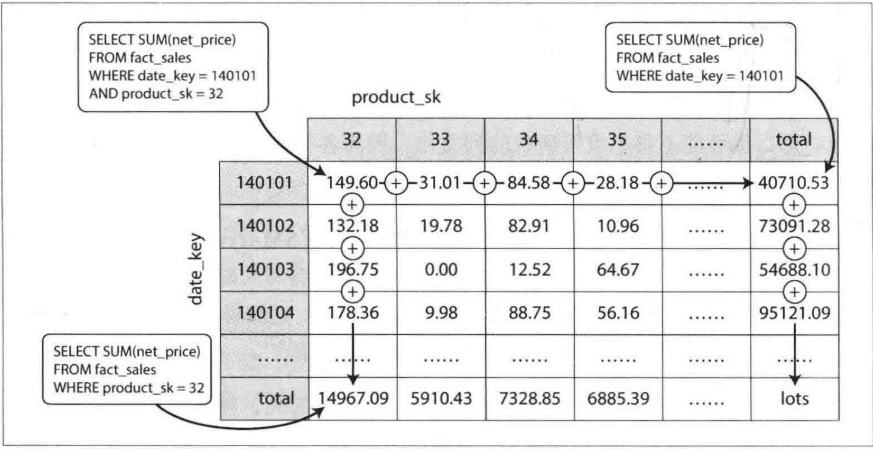 SELECT SUM(net_price)
FROM fact_sales
WHERE date_key = 140101
AND product_sk = 32
SELECT SUM(net_price)
FROM fact_sales
WHERE date_key = 140101
product_sk
32 33 34 35 …… total
date_key
140101 149.60 + 31.01 + 84.58 + 28.18 + …… 40710.53
+ +
140102 132.18 19.78 82.91 10.96 …… 73091.28
+ +
140103 196.75 0.00 12.52 64.67 …… 54688.10
+ +
140104 178.36 9.98 88.75 56.16 …… 95121.09
…… …… …… …… …… …… ……
total 14967.09 5910.43 7328.85 6885.39 …… lots
SELECT SUM(net_price)
FROM fact_sales
WHERE product_sk = 32